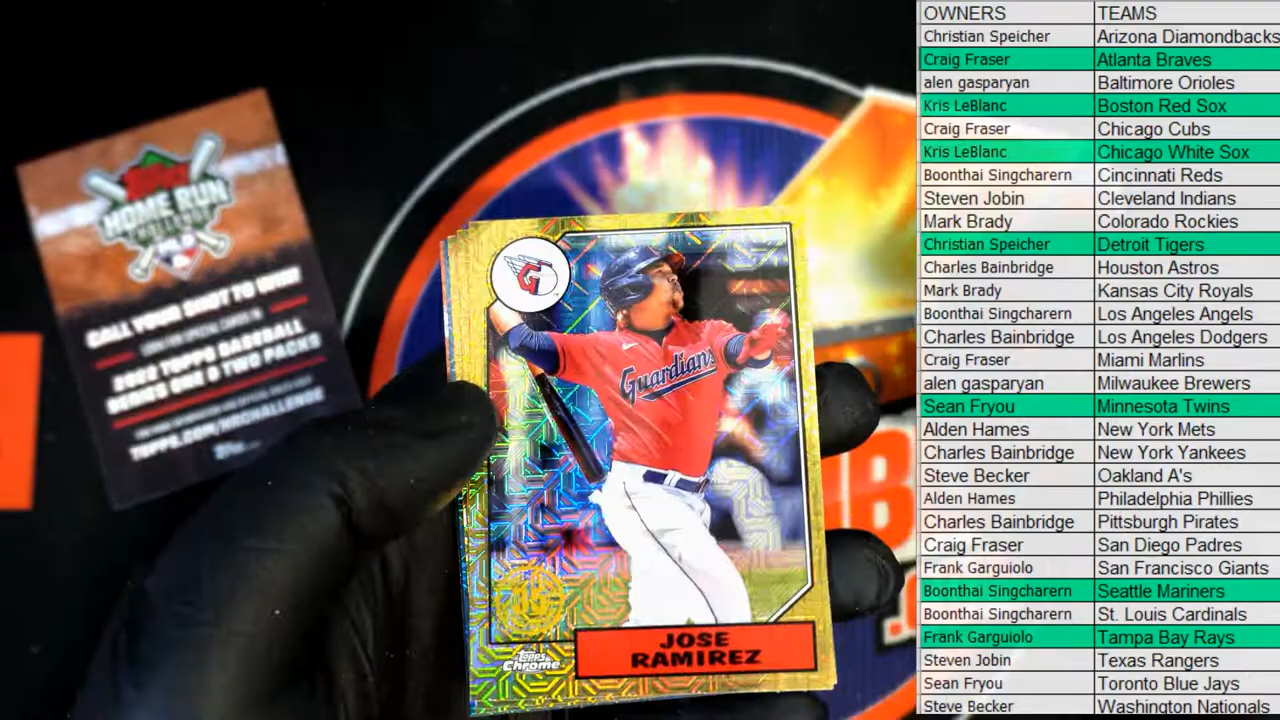 HOME RUN
CHALLENGE
CALL YOUR SHOT TO WIN!
2022 TOPPS BASEBALL
SERIES ONE & TWO PACKS
TOPPS.COM/HRCHALLENGE
Guardians
Topps
Chrome
JOSE
RAMIREZ
OWNERS TEAMS
Christian Speicher Arizona Diamondbacks
Craig Fraser Atlanta Braves
alen gasparyan Baltimore Orioles
Kris LeBlanc Boston Red Sox
Craig Fraser Chicago Cubs
Kris LeBlanc Chicago White Sox
Boonthai Singcharern Cincinnati Reds
Steven Jobin Cleveland Indians
Mark Brady Colorado Rockies
Christian Speicher Detroit Tigers
Charles Bainbridge Houston Astros
Mark Brady Kansas City Royals
Boonthai Singcharern Los Angeles Angels
Charles Bainbridge Los Angeles Dodgers
Craig Fraser Miami Marlins
alen gasparyan Milwaukee Brewers
Sean Fryou Minnesota Twins
Alden Hames New York Mets
Charles Bainbridge New York Yankees
Steve Becker Oakland A's
Alden Hames Philadelphia Phillies
Charles Bainbridge Pittsburgh Pirates
Craig Fraser San Diego Padres
Frank Garguiolo San Francisco Giants
Boonthai Singcharern Seattle Mariners
Boonthai Singcharern St. Louis Cardinals
Frank Garguiolo Tampa Bay Rays
Steven Jobin Texas Rangers
Sean Fryou Toronto Blue Jays
Steve Becker Washington Nationals